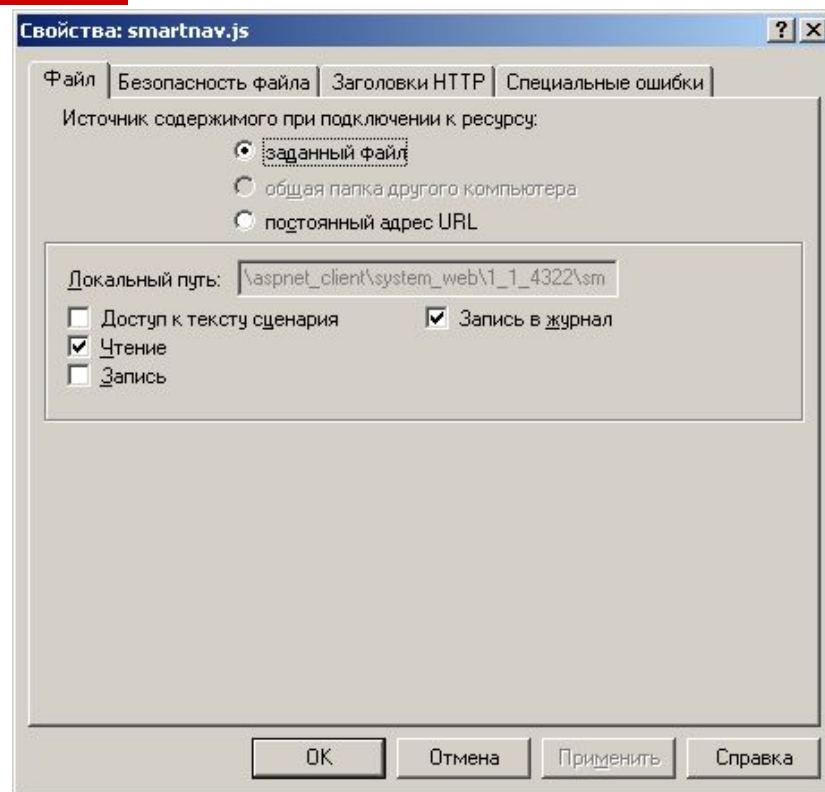 Свойства: smartnav.js
Файл Безопасность файла Заголовки HTTP Специальные ошибки
Источник содержимого при подключении к ресурсу:
заданный файл
общая папка другого компьютера
постоянный адрес URL
Локальный путь: \aspnet_client\system_web\1_1_4322\sm
Доступ к тексту сценария Запись в журнал
Чтение
Запись
OK Отмена Применить Справка